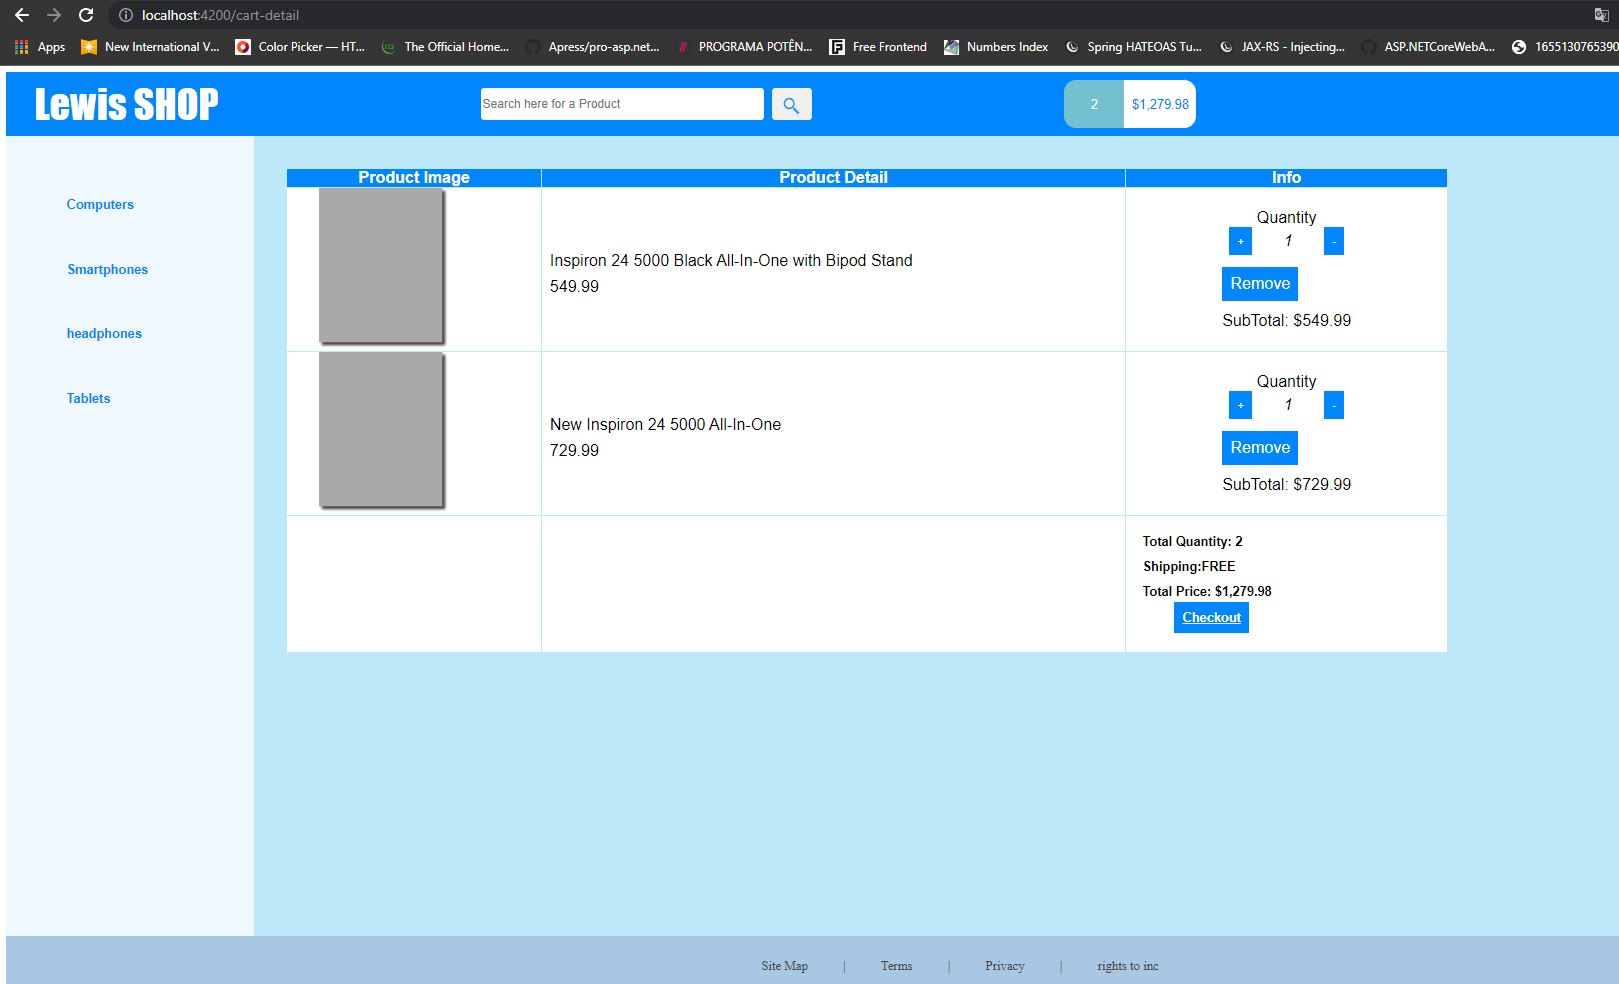 localhost:4200/cart-detail
Apps New International V... Color Picker — HT... The Official Home... Apress/pro-asp.net... PROGRAMA POTÊN... Free Frontend Numbers Index Spring HATEOAS Tu... JAX-RS - Injecting... ASP.NETCoreWebA... 1655130765390
Lewis SHOP Search here for a Product 2 $1,279.98
Computers
Smartphones
headphones
Tablets
Product Image Product Detail Info
Quantity
+ 1 -
Inspiron 24 5000 Black All-In-One with Bipod Stand
549.99
Remove
SubTotal: $549.99
Quantity
+ 1 -
New Inspiron 24 5000 All-In-One
729.99
Remove
SubTotal: $729.99
Total Quantity: 2
Shipping:FREE
Total Price: $1,279.98
Checkout
Site Map | Terms | Privacy | rights to inc